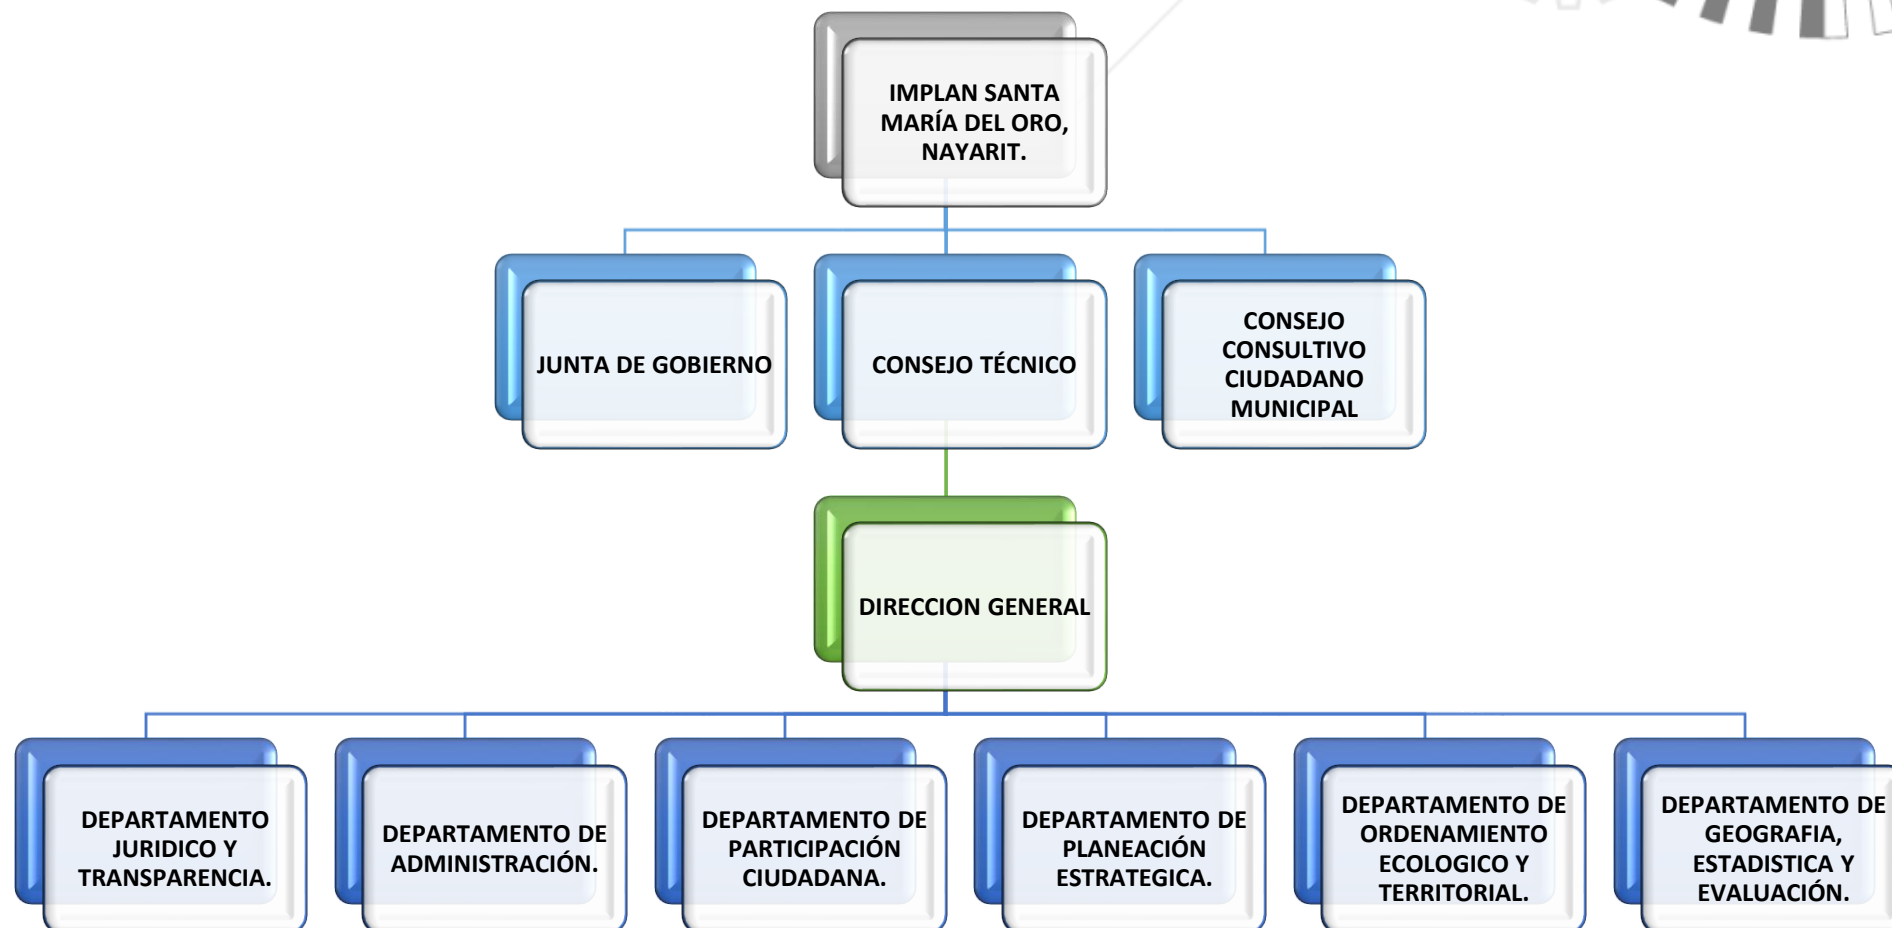 IMPLAN SANTA
MARÍA DEL ORO,
NAYARIT.
JUNTA DE GOBIERNO
CONSEJO TÉCNICO
CONSEJO
CONSULTIVO
CIUDADANO
MUNICIPAL
DIRECCION GENERAL
DEPARTAMENTO
JURIDICO Y
TRANSPARENCIA.
DEPARTAMENTO DE
ADMINISTRACIÓN.
DEPARTAMENTO DE
PARTICIPACIÓN
CIUDADANA.
DEPARTAMENTO DE
PLANEACIÓN
ESTRATEGICA.
DEPARTAMENTO DE
ORDENAMIENTO
ECOLOGICO Y
TERRITORIAL.
DEPARTAMENTO DE
GEOGRAFIA,
ESTADISTICA Y
EVALUACIÓN.